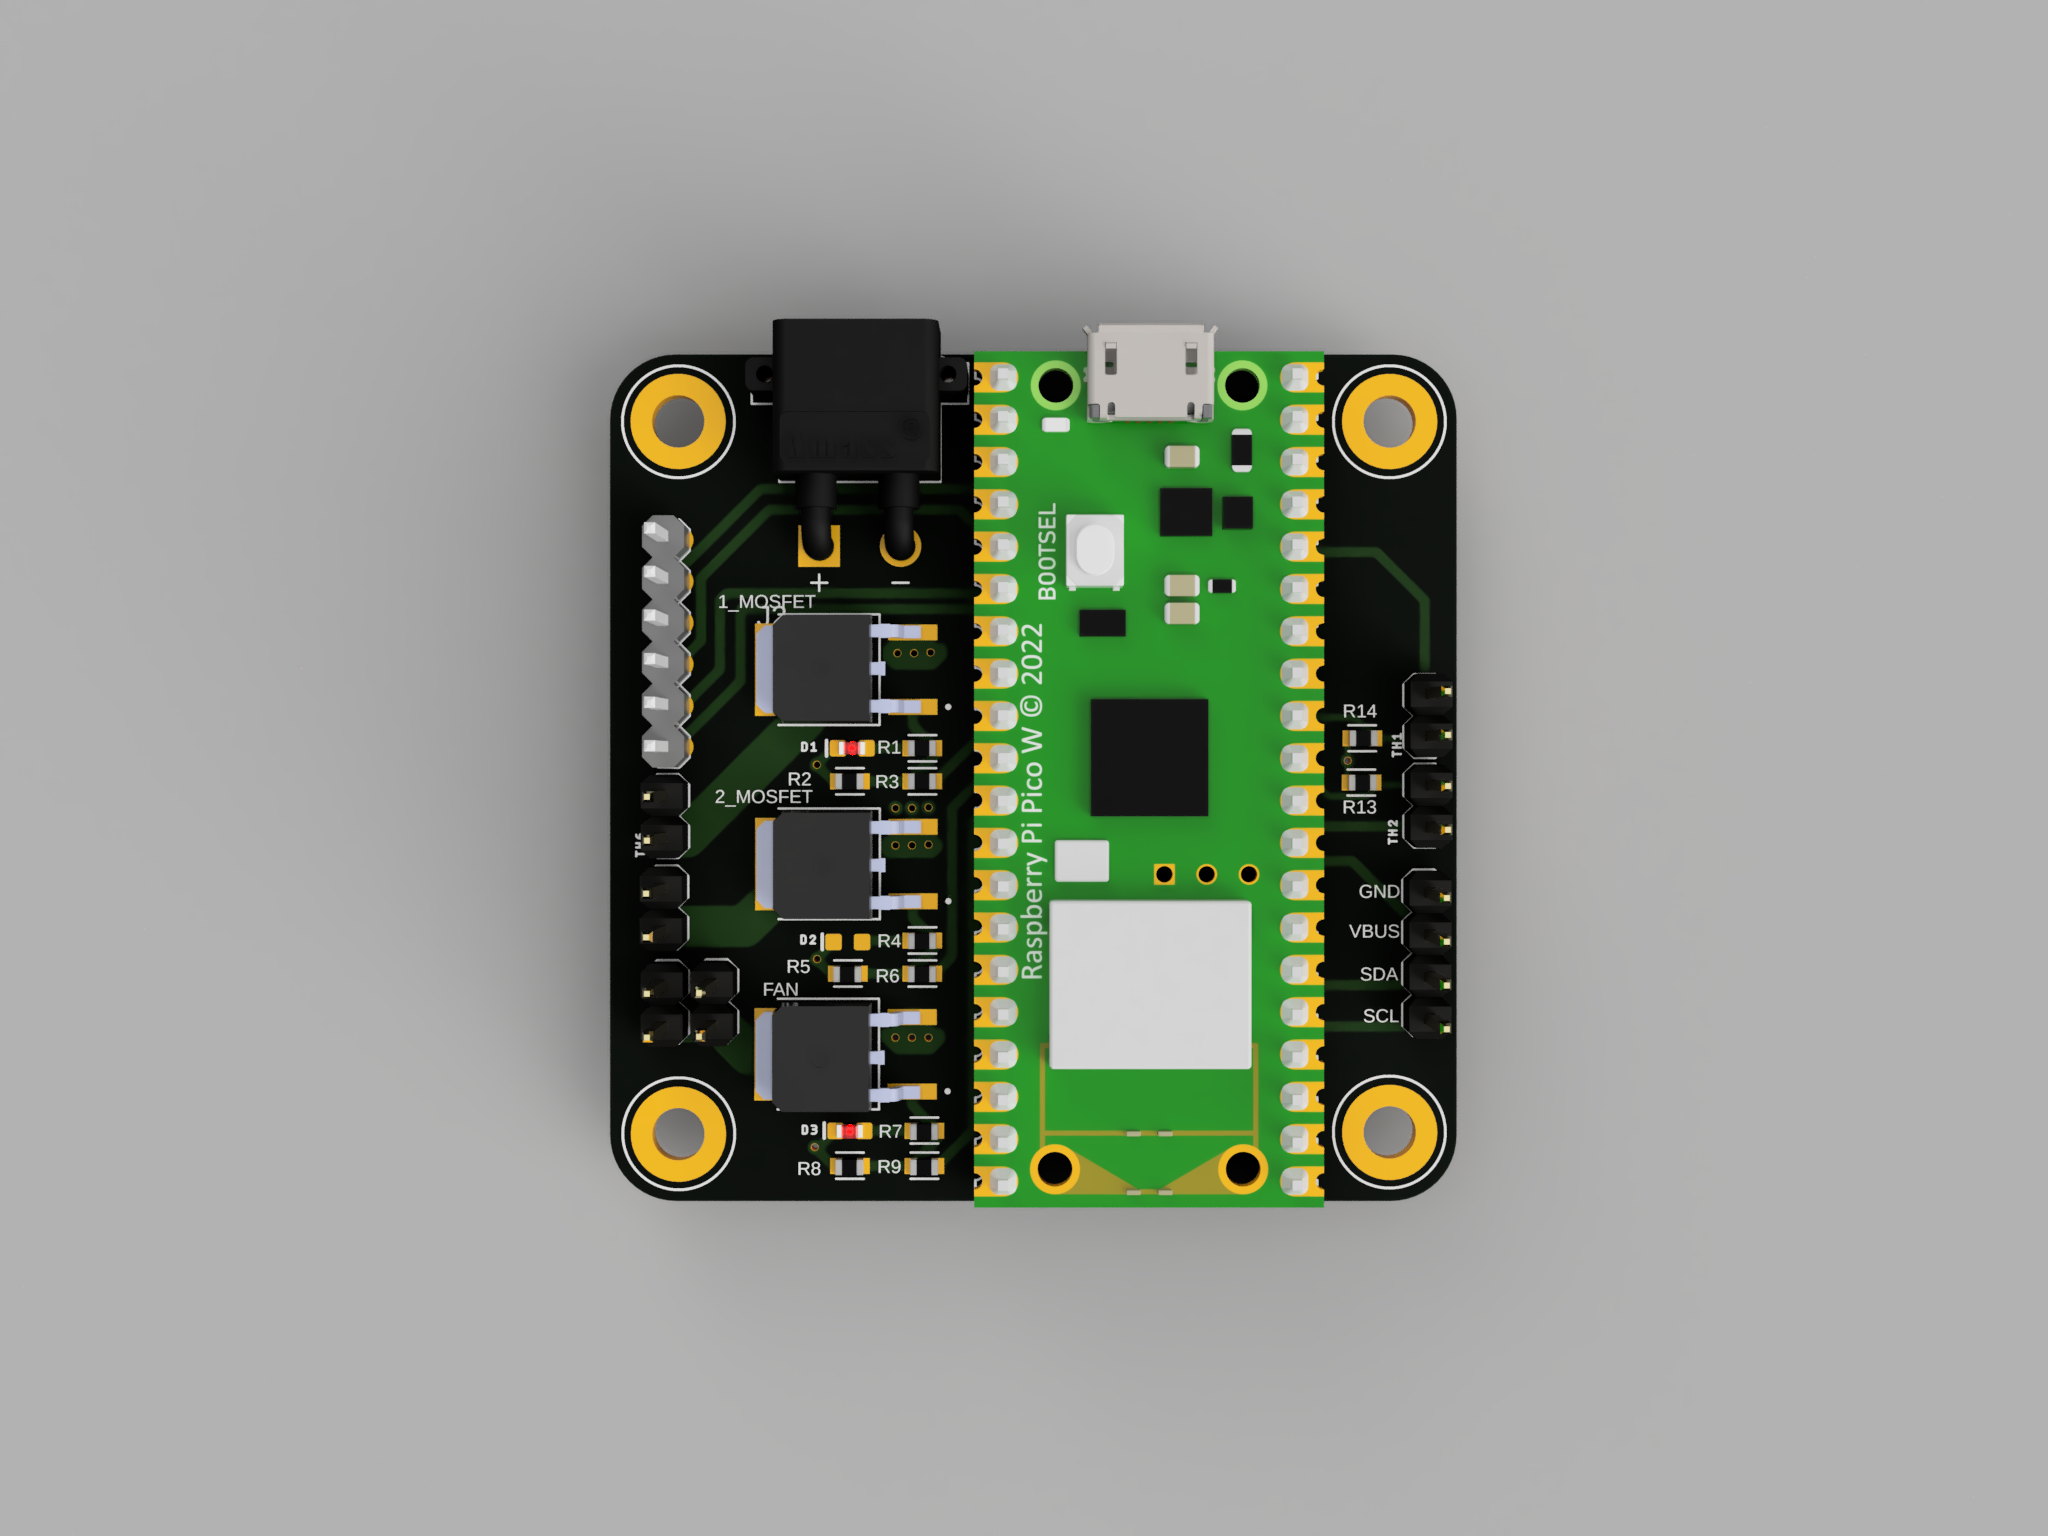 +
−
1_MOSFET
D1
R1
R2
R3
2_MOSFET
D2
R4
R5
R6
FAN
D3
R7
R8
R9
BOOTSEL
Raspberry Pi Pico W © 2022
R14
TH1
R13
TH2
GND
VBUS
SDA
SCL